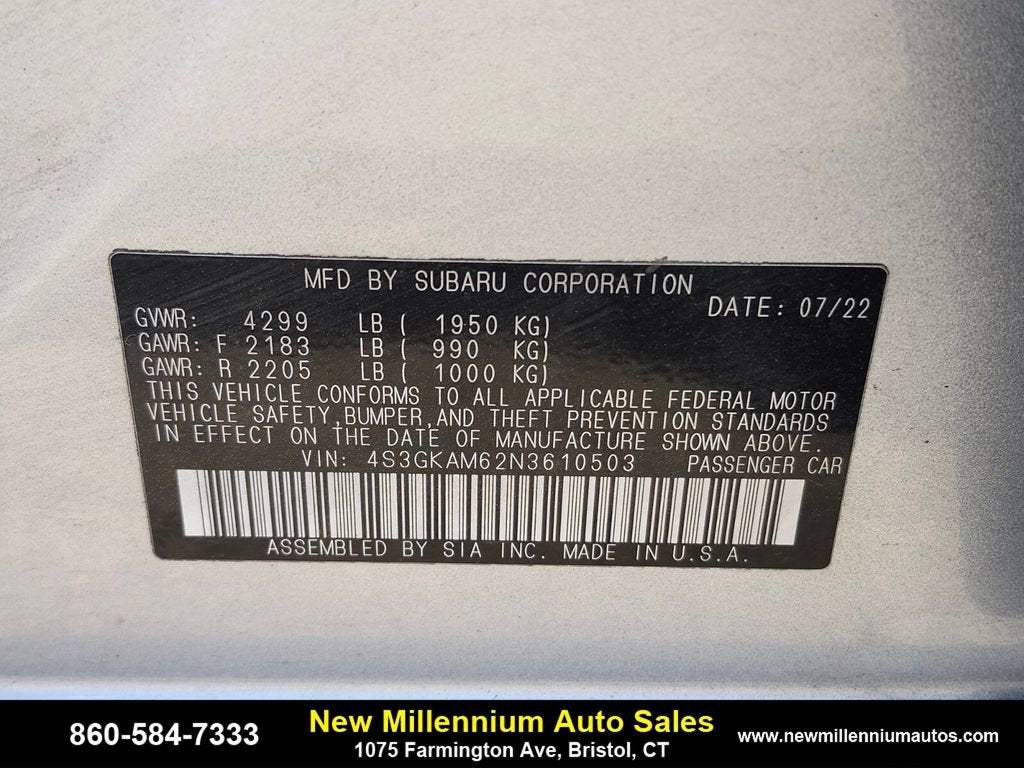 MFD BY SUBARU CORPORATION
DATE: 07/22
GVWR: 4299 LB ( 1950 KG)
GAWR: F 2183 LB( 990 KG)
GAWR: R 2205 LB ( 1000 KG)
THIS VEHICLE CONFORMS TO ALL APPLICABLE FEDERAL MOTOR
VEHICLE SAFETY,BUMPER,AND THEFT PREVENTION STANDARDS
IN EFFECT ON THE DATE OF MANUFACTURE SHOWN ABOVE.
VIN: 4S3GKAM62N3610503 PASSENGER CAR
ASSEMBLED BY SIA INC. MADE IN U.S.A.
860-584-7333
New Millennium Auto Sales
1075 Farmington Ave, Bristol, CT
www.newmillenniumautos.com